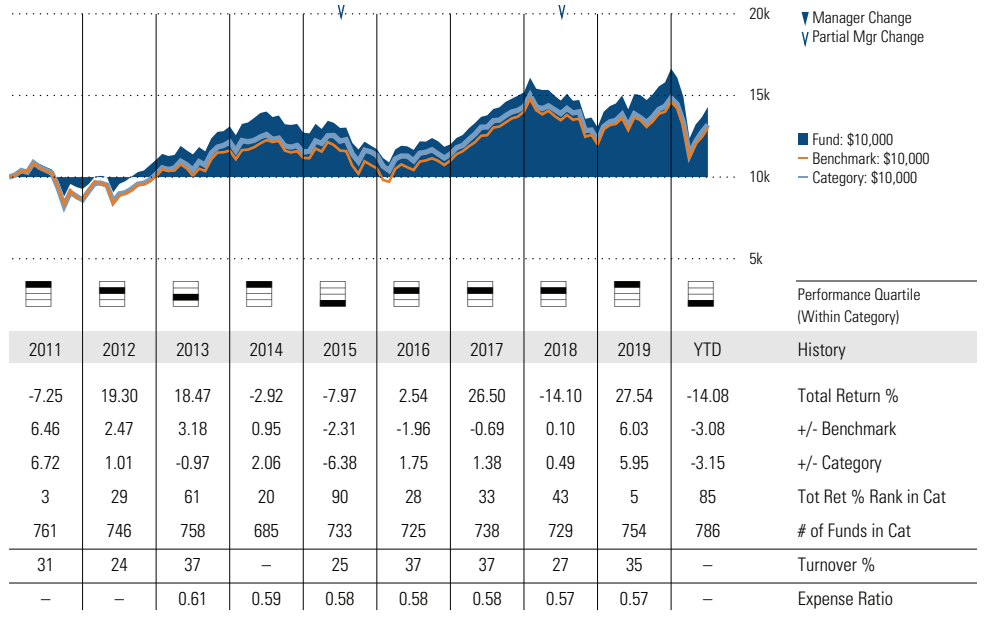 20k
Manager Change
Partial Mgr Change
15k
Fund: $10,000
Benchmark: $10,000
Category: $10,000
10k
5k
Performance Quartile
(Within Category)
2011 2012 2013 2014 2015 2016 2017 2018 2019 YTD History
-7.25 19.30 18.47 -2.92 -7.97 2.54 26.50 -14.10 27.54 -14.08 Total Return %
6.46 2.47 3.18 0.95 -2.31 -1.96 -0.69 0.10 6.03 -3.08 +/- Benchmark
6.72 1.01 -0.97 2.06 -6.38 1.75 1.38 0.49 5.95 -3.15 +/- Category
3 29 61 20 90 28 33 43 5 85 Tot Ret % Rank in Cat
761 746 758 685 733 725 738 729 754 786 # of Funds in Cat
31 24 37 – 25 37 37 27 35 – Turnover %
– – 0.61 0.59 0.58 0.58 0.58 0.57 0.57 – Expense Ratio